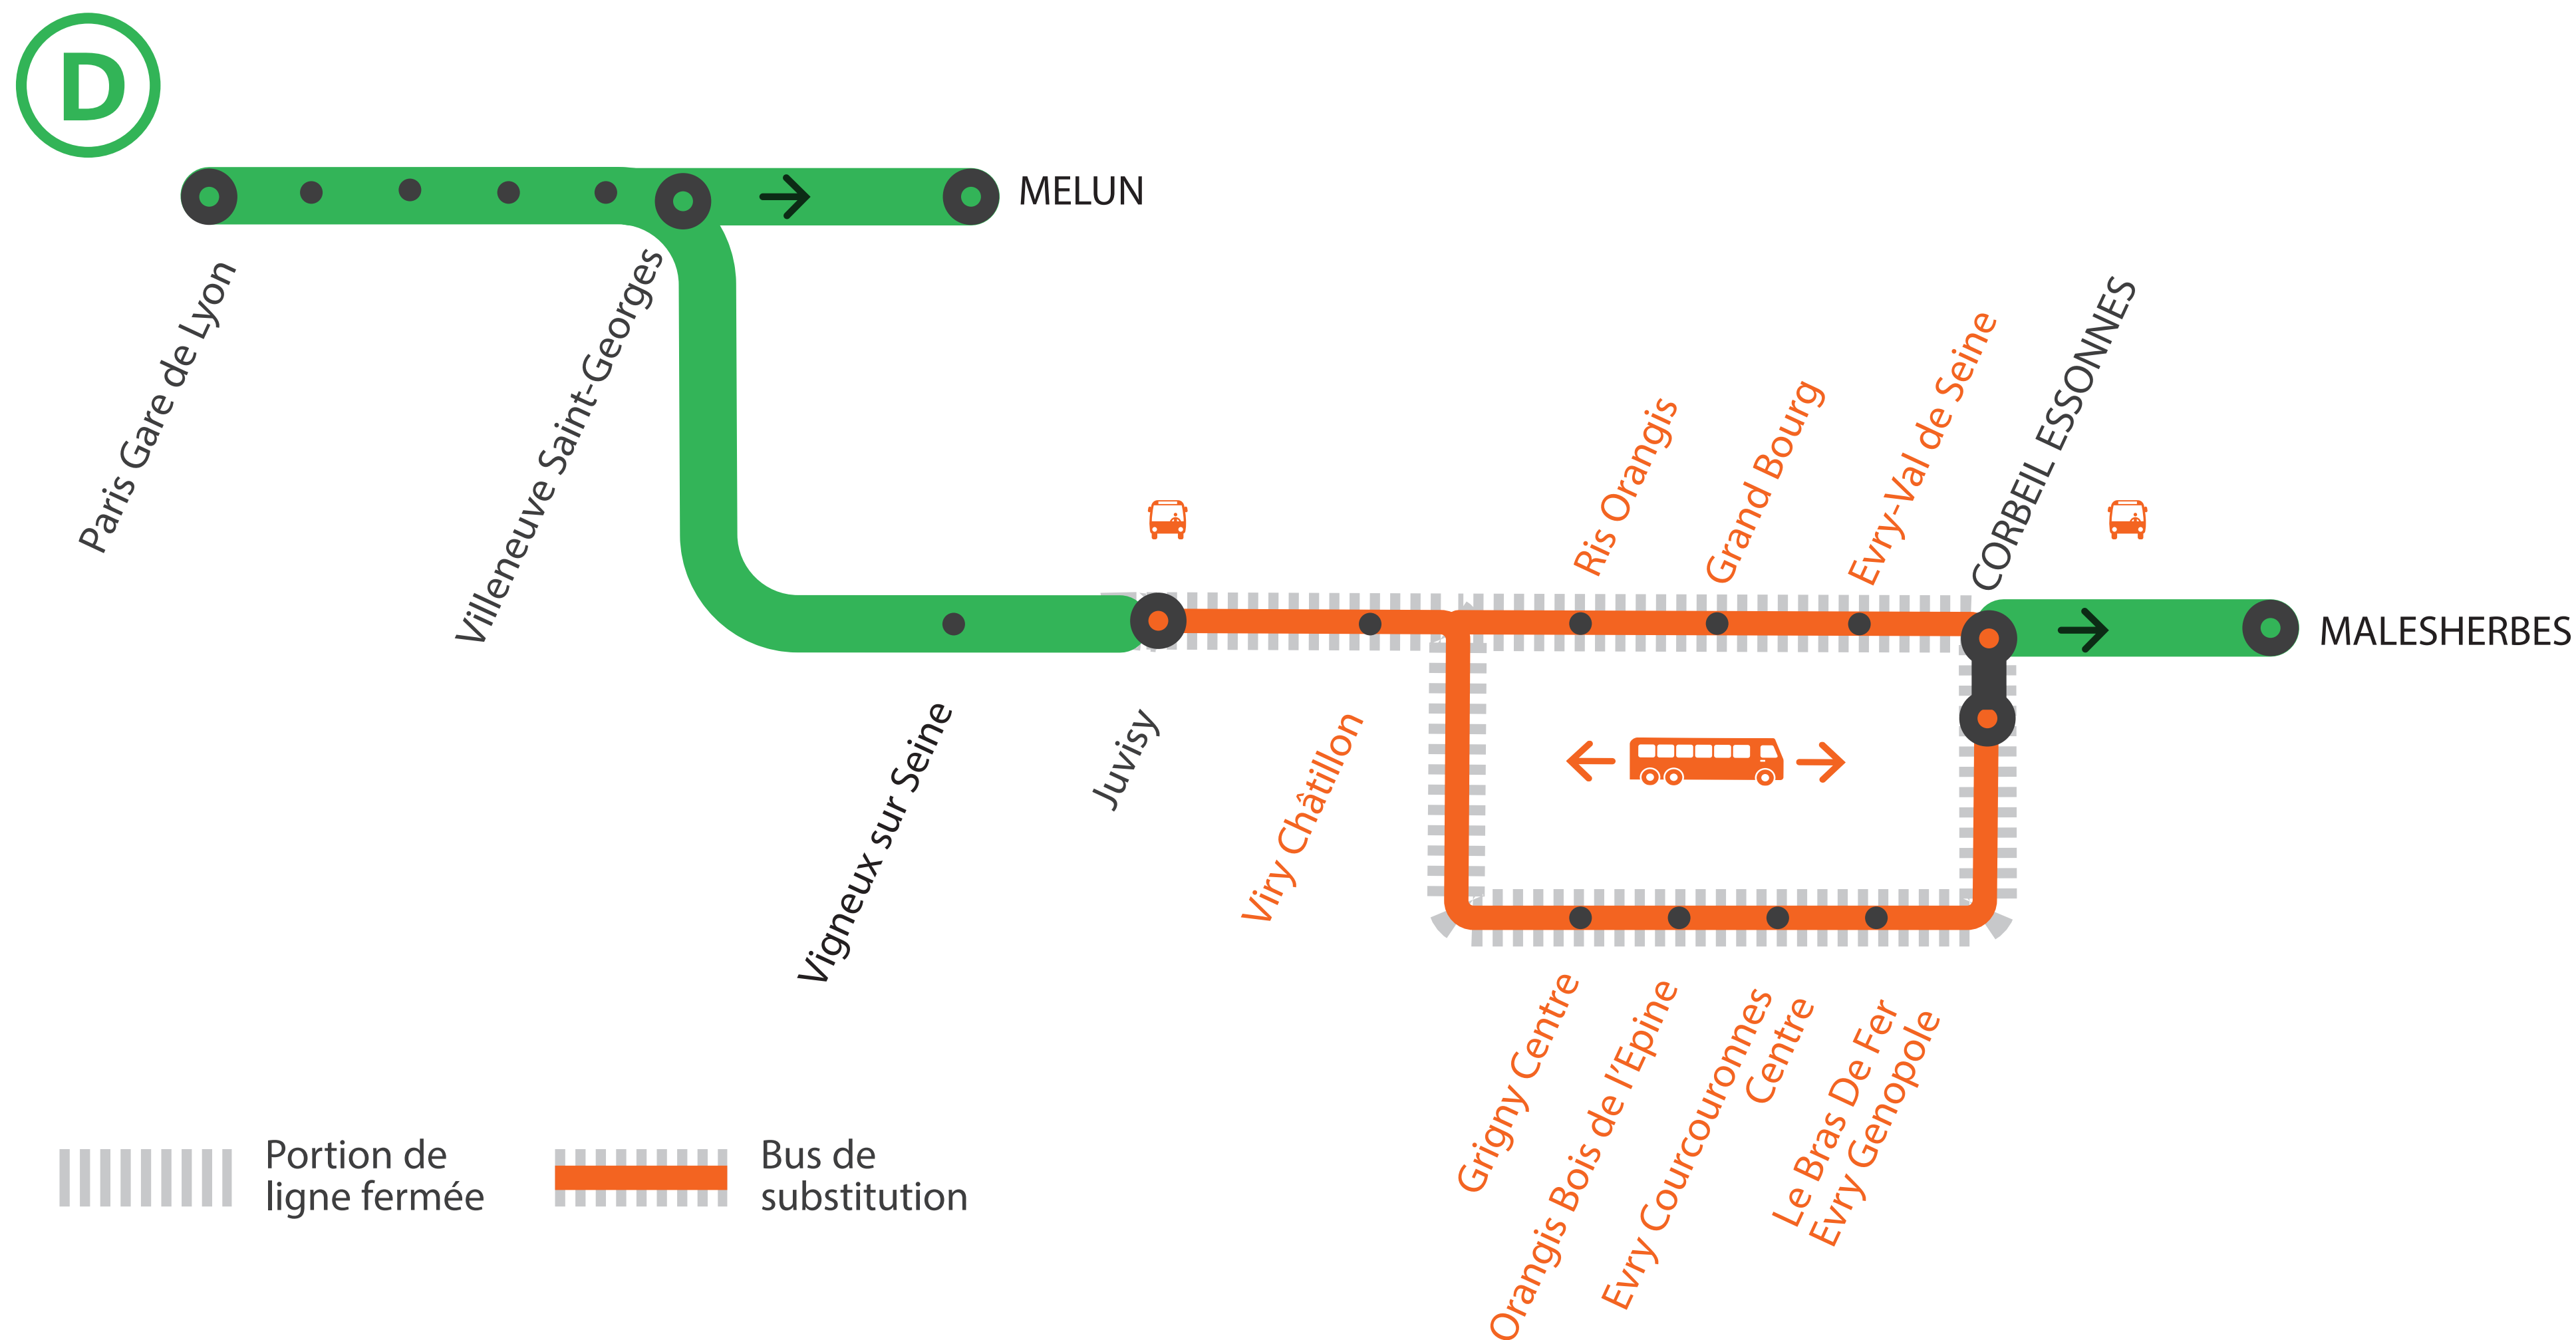 D
MELUN
Paris Gare de Lyon
Villeneuve Saint-Georges
Vigneux sur Seine
Juvisy
Viry Châtillon
Ris Orangis
Grand Bourg
Evry-Val de Seine
CORBEIL ESSONNES
MALESHERBES
Grigny Centre
Orangis Bois de l'Epine
Evry Courcouronnes
Centre
Le Bras De Fer
Evry Genopole
Portion de
ligne fermée
Bus de
substitution